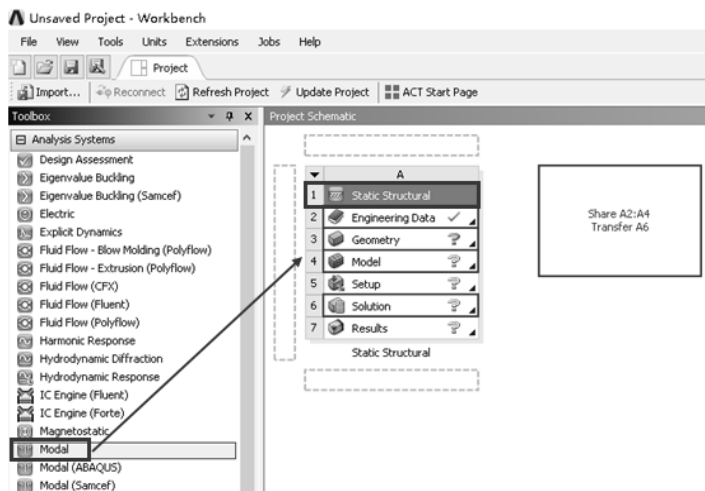 Unsaved Project - Workbench
File View Tools Units Extensions Jobs Help
Project
Import... Reconnect Refresh Project Update Project ACT Start Page
Toolbox
Project Schematic
Analysis Systems
Design Assessment
Eigenvalue Buckling
Eigenvalue Buckling (Samcef)
Electric
Explicit Dynamics
Fluid Flow - Blow Molding (Polyflow)
Fluid Flow - Extrusion (Polyflow)
Fluid Flow (CFX)
Fluid Flow (Fluent)
Fluid Flow (Polyflow)
Harmonic Response
Hydrodynamic Diffraction
Hydrodynamic Response
IC Engine (Fluent)
IC Engine (Forte)
Magnetostatic
Modal
Modal (ABAQUS)
Modal (Samcef)
A
1 Static Structural
2 Engineering Data
3 Geometry
4 Model
5 Setup
6 Solution
7 Results
Static Structural
Share A2:A4
Transfer A6